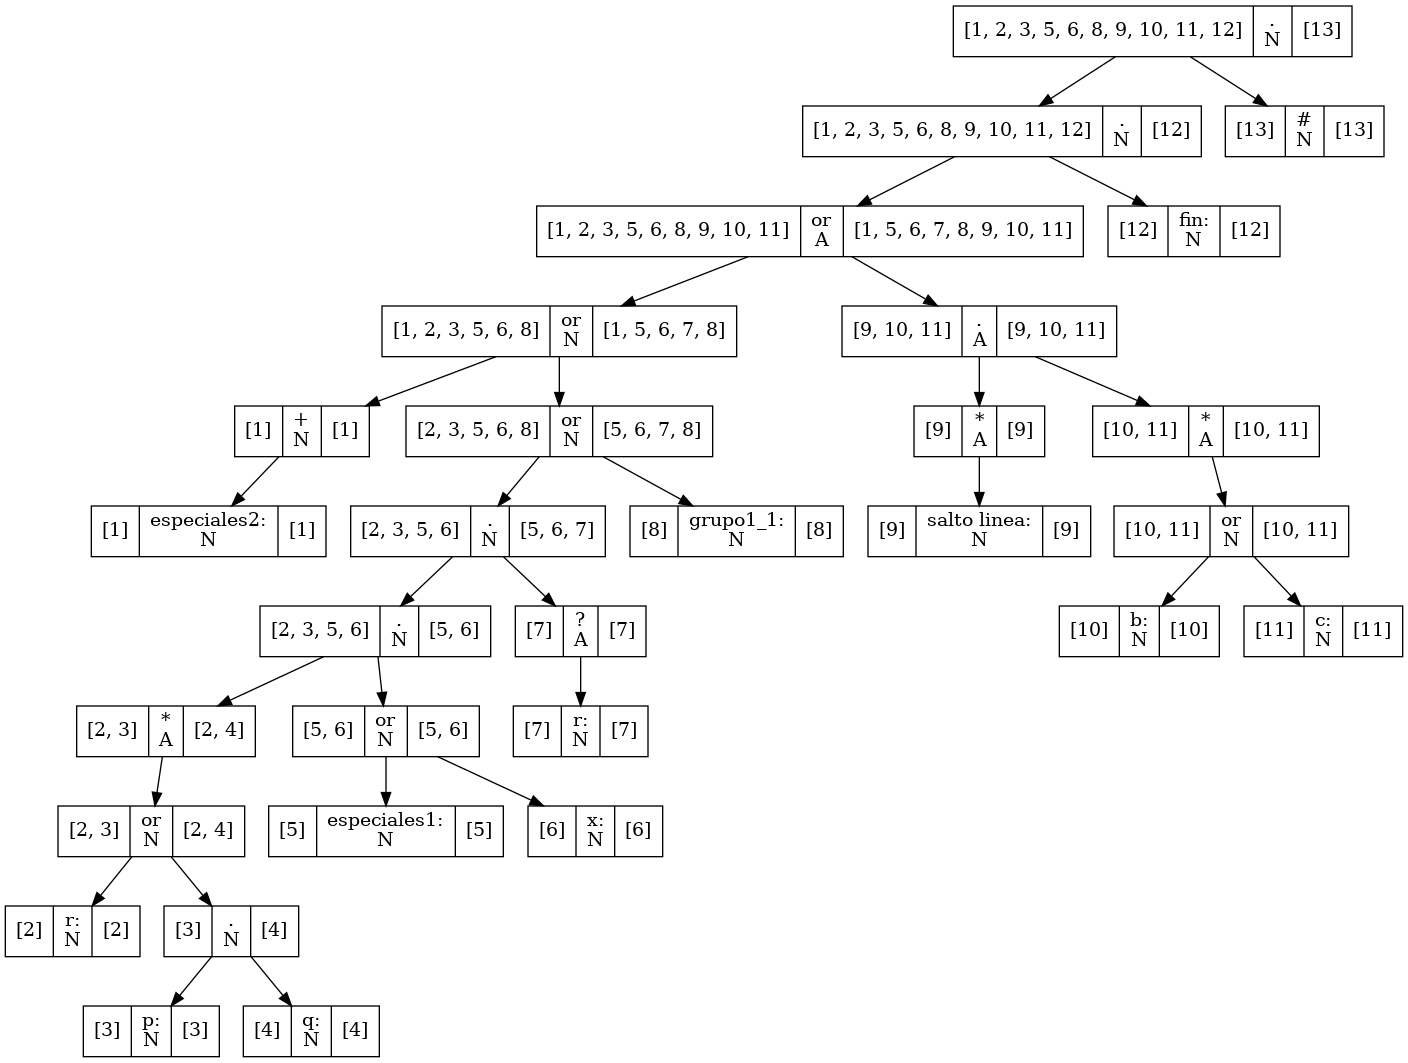 [1, 2, 3, 5, 6, 8, 9, 10, 11, 12] . N [13]
[1, 2, 3, 5, 6, 8, 9, 10, 11, 12] . N [12]
[13] # N [13]
[1, 2, 3, 5, 6, 8, 9, 10, 11] or A [1, 5, 6, 7, 8, 9, 10, 11]
[12] fin: N [12]
[1, 2, 3, 5, 6, 8] or N [1, 5, 6, 7, 8]
[9, 10, 11] . A [9, 10, 11]
[1] + N [1]
[2, 3, 5, 6, 8] or N [5, 6, 7, 8]
[9] * A [9]
[10, 11] * A [10, 11]
[1] especiales2: N [1]
[2, 3, 5, 6] . N [5, 6, 7]
[8] grupo1_1: N [8]
[9] salto linea: N [9]
[10, 11] or N [10, 11]
[2, 3, 5, 6] . N [5, 6]
[7] ? A [7]
[10] b: N [10]
[11] c: N [11]
[2, 3] * A [2, 4]
[5, 6] or N [5, 6]
[7] r: N [7]
[2, 3] or N [2, 4]
[5] especiales1: N [5]
[6] x: N [6]
[2] r: N [2]
[3] . N [4]
[3] p: N [3]
[4] q: N [4]